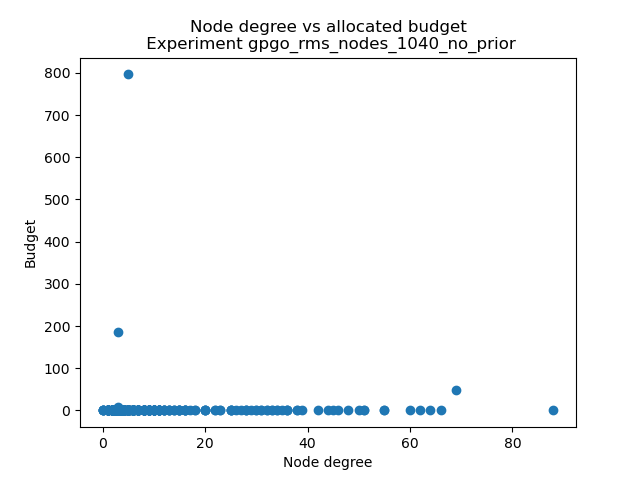 Node degree vs allocated budget
Experiment gpgo_rms_nodes_1040_no_prior
800
700
600
500
400
300
200
100
0
Budget
0 20 40 60 80
Node degree